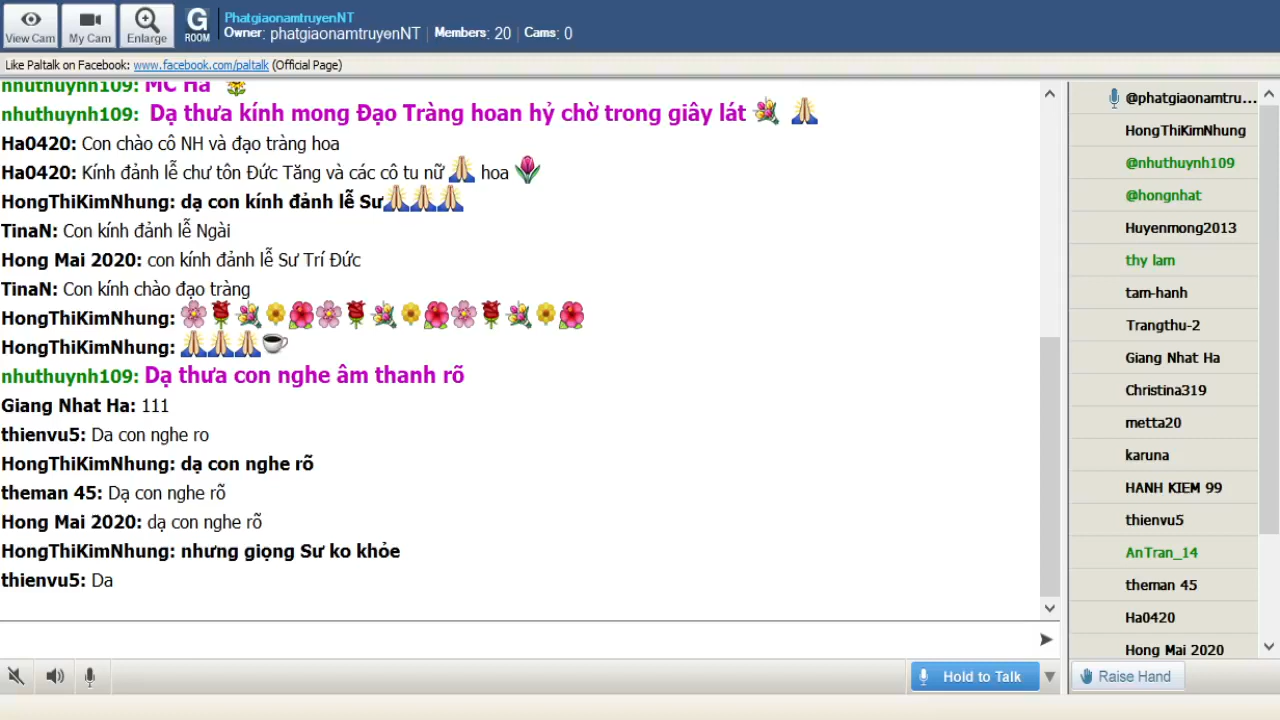 View Cam
My Cam
Enlarge
G
ROOM
PhatgiaonamtruyenNT
Owner: phatgiaonamtruyenNT | Members: 20 | Cams: 0
Like Paltalk on Facebook: www.facebook.com/paltalk (Official Page)
nhuthuynh109: MC Hà
nhuthuynh109: Dạ thưa kính mong Đạo Tràng hoan hỷ chờ trong giây lát 💐 🙏
Ha0420: Con chào cô NH và đạo tràng hoa
Ha0420: Kính đảnh lễ chư tôn Đức Tăng và các cô tu nữ 🙏 hoa 🌷
HongThiKimNhung: dạ con kính đảnh lễ Sư🙏🙏🙏
TinaN: Con kính đảnh lễ Ngài
Hong Mai 2020: con kính đảnh lễ Sư Trí Đức
TinaN: Con kính chào đạo tràng
HongThiKimNhung: 🌸🌹💐🌼🌺🌸🌹💐🌼🌺🌸🌹💐🌼🌺
HongThiKimNhung: 🙏🙏🙏☕
nhuthuynh109: Dạ thưa con nghe âm thanh rõ
Giang Nhat Ha: 111
thienvu5: Da con nghe ro
HongThiKimNhung: dạ con nghe rõ
theman 45: Dạ con nghe rõ
Hong Mai 2020: dạ con nghe rõ
HongThiKimNhung: nhưng giọng Sư ko khỏe
thienvu5: Da
Hold to Talk
@phatgiaonamtru...
HongThiKimNhung
@nhuthuynh109
@hongnhat
Huyenmong2013
thy lam
tam-hanh
Trangthu-2
Giang Nhat Ha
Christina319
metta20
karuna
HANH KIEM 99
thienvu5
AnTran_14
theman 45
Ha0420
Hong Mai 2020
Raise Hand